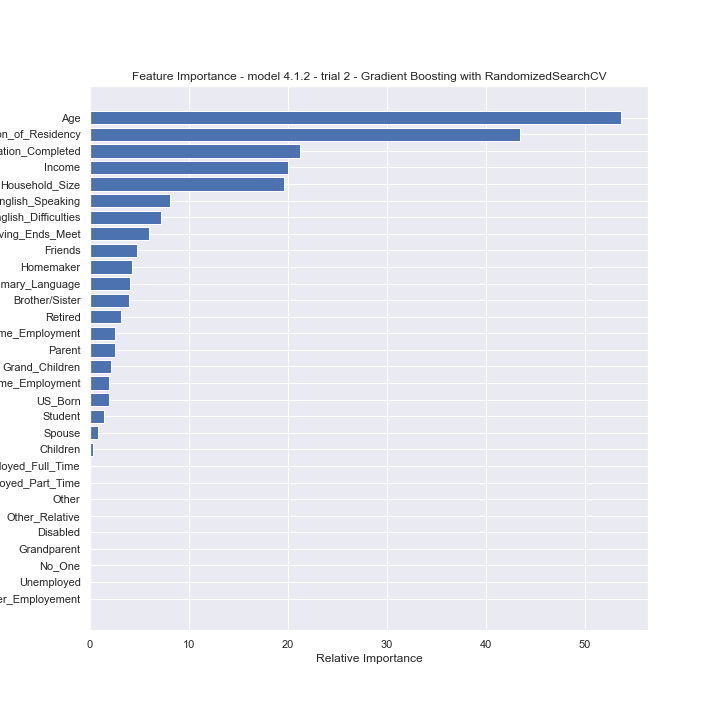 Feature Importance - model 4.1.2 - trial 2 - Gradient Boosting with RandomizedSearchCV
Age
on_of_Residency
ation_Completed
Income
Household_Size
nglish_Speaking
glish_Difficulties
ving_Ends_Meet
Friends
Homemaker
mary_Language
Brother/Sister
Retired
me_Employment
Parent
Grand_Children
me_Employment
US_Born
Student
Spouse
Children
loyed_Full_Time
oyed_Part_Time
Other
Other_Relative
Disabled
Grandparent
No_One
Unemployed
er_Employement
0 10 20 30 40 50
Relative Importance